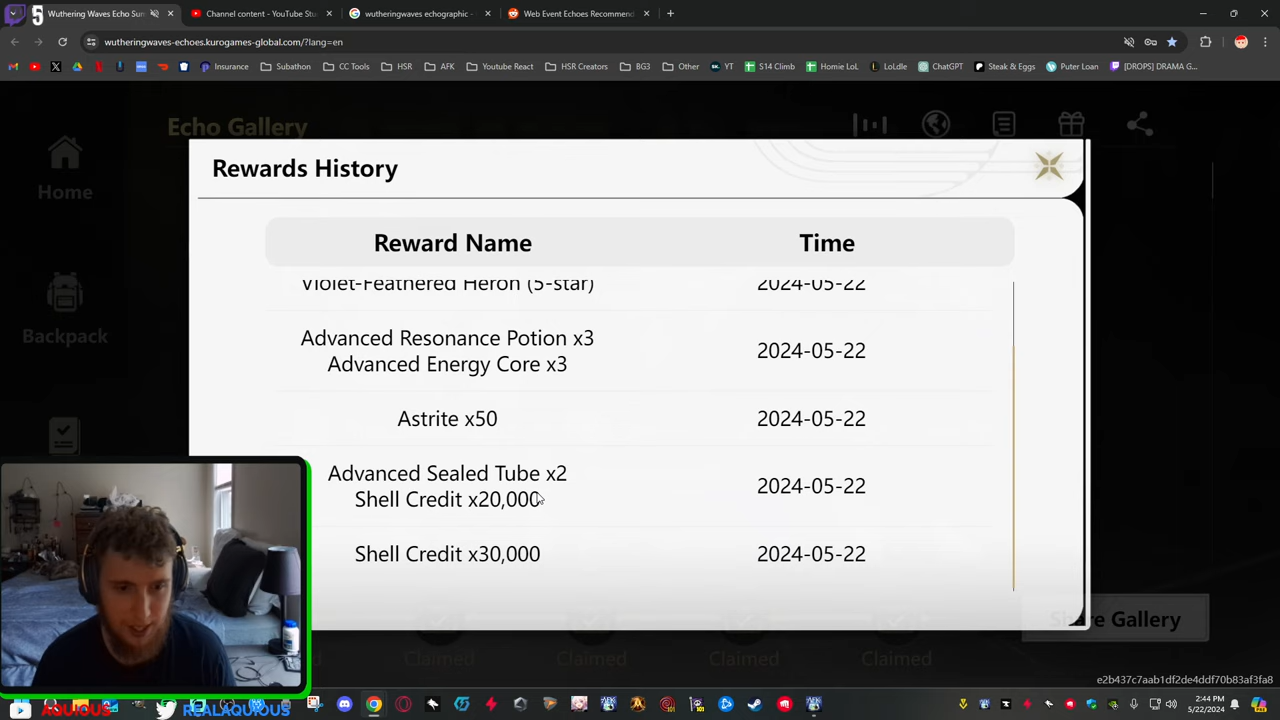 Wuthering Waves Echo Sum
Channel content - YouTube Stu
wutheringwaves echographic -
Web Event Echoes Recommend
wutheringwaves-echoes.kurogames-global.com/?lang=en
Insurance
Subathon
CC Tools
HSR
AFK
Youtube React
HSR Creators
BG3
Other
YT
S14 Climb
Homie LoL
LoLdle
ChatGPT
Steak & Eggs
Puter Loan
[DROPS] DRAMA G...
Echo Gallery
Home
Backpack
Rewards History
Reward Name
Time
Violet-Feathered Heron (5-star)
2024-05-22
Advanced Resonance Potion x3
Advanced Energy Core x3
2024-05-22
Astrite x50
2024-05-22
Advanced Sealed Tube x2
Shell Credit x20,000
2024-05-22
Shell Credit x30,000
2024-05-22
Share Gallery
Claimed
Claimed
Claimed
Claimed
e2b437c7aab1df2de4ddf70b83af3fa8
AQUIOUS
REALAQUIOUS
2:44 PM
5/22/2024